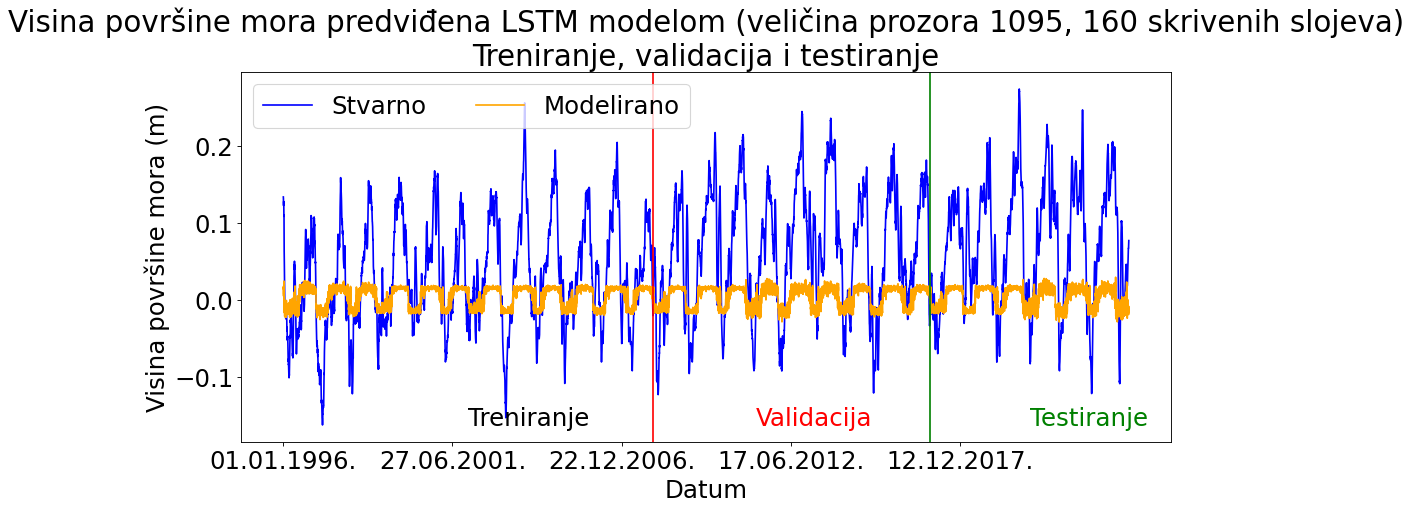 Visina površine mora predviđena LSTM modelom (veličina prozora 1095, 160 skrivenih slojeva)
Treniranje, validacija i testiranje
Stvarno
Modelirano
Visina površine mora (m)
0.2
0.1
0.0
−0.1
Treniranje
Validacija
Testiranje
01.01.1996.
27.06.2001.
22.12.2006.
17.06.2012.
12.12.2017.
Datum